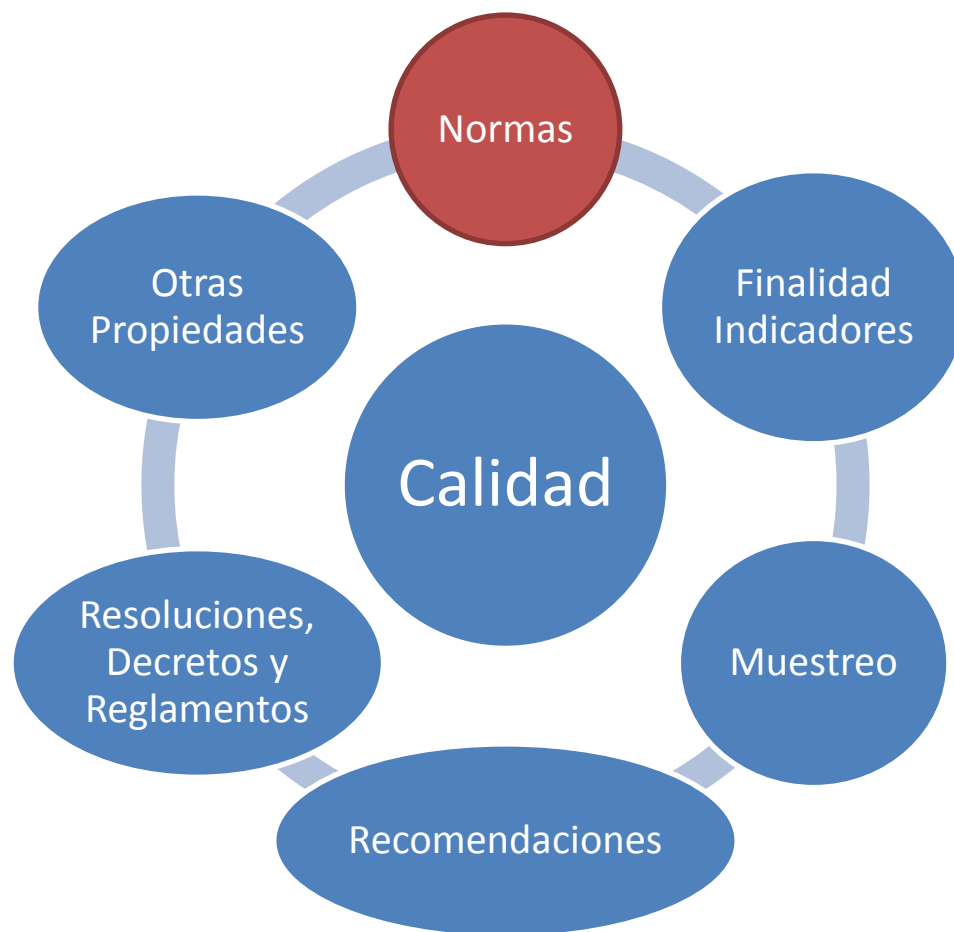 Normas
Finalidad
Indicadores
Muestreo
Recomendaciones
Resoluciones,
Decretos y
Reglamentos
Otras
Propiedades
Calidad